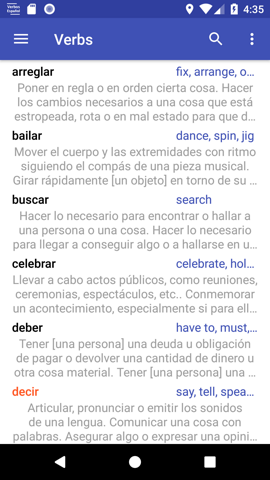 Verbos
Español
4:35
Verbs
arreglar fix, arrange, o...
Poner en regla o en orden cierta cosa. Hacer
los cambios necesarios a una cosa que está
estropeada, rota o en mal estado para que d...
bailar dance, spin, jig
Mover el cuerpo y las extremidades con ritmo
siguiendo el compás de una pieza musical.
Girar rápidamente [un objeto] en torno de su ...
buscar search
Hacer lo necesario para encontrar o hallar a
una persona o una cosa. Hacer lo necesario
para llegar a conseguir algo o a hallarse en u...
celebrar celebrate, hol...
Llevar a cabo actos públicos, como reuniones,
ceremonias, espectáculos, etc.. Conmemorar
un acontecimiento, especialmente si para ell...
deber have to, must,...
Tener [una persona] una deuda u obligación
de pagar o devolver una cantidad de dinero u
otra cosa material. Tener [una persona] una ...
decir say, tell, spea...
Articular, pronunciar o emitir los sonidos
de una lengua. Comunicar una cosa con
palabras. Asegurar algo o expresar una opini...